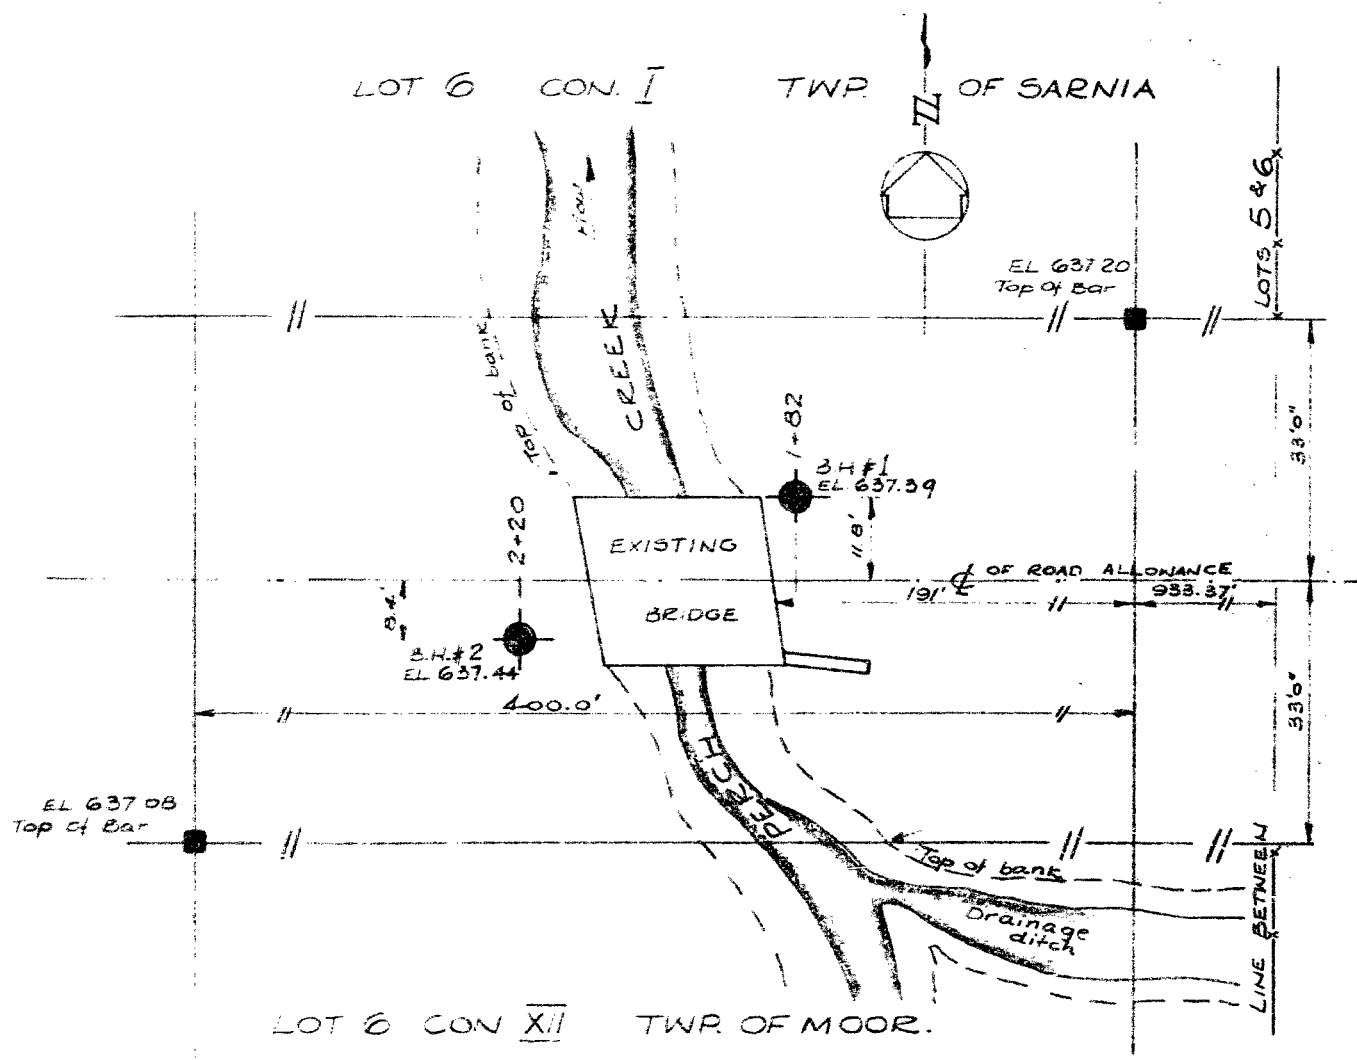 LOT 6 CON. I TWP. OF SARNIA
N
LOTS 5 & 6
Flow
EL 637 20
Top Of Bar
Top of bank
CREEK
33'0"
1+82
B.H #1
EL 637.39
2+20
11.8'
EXISTING
BRIDGE
℄ OF ROAD ALLOWANCE
191'
933.37'
8.4'
B.H. #2
EL 637.44
400.0'
33'0"
PERCH
EL 637 08
Top of Bar
Top of bank
Drainage
ditch
LINE BETWEEN
LOT 6 CON XII TWP. OF MOOR.